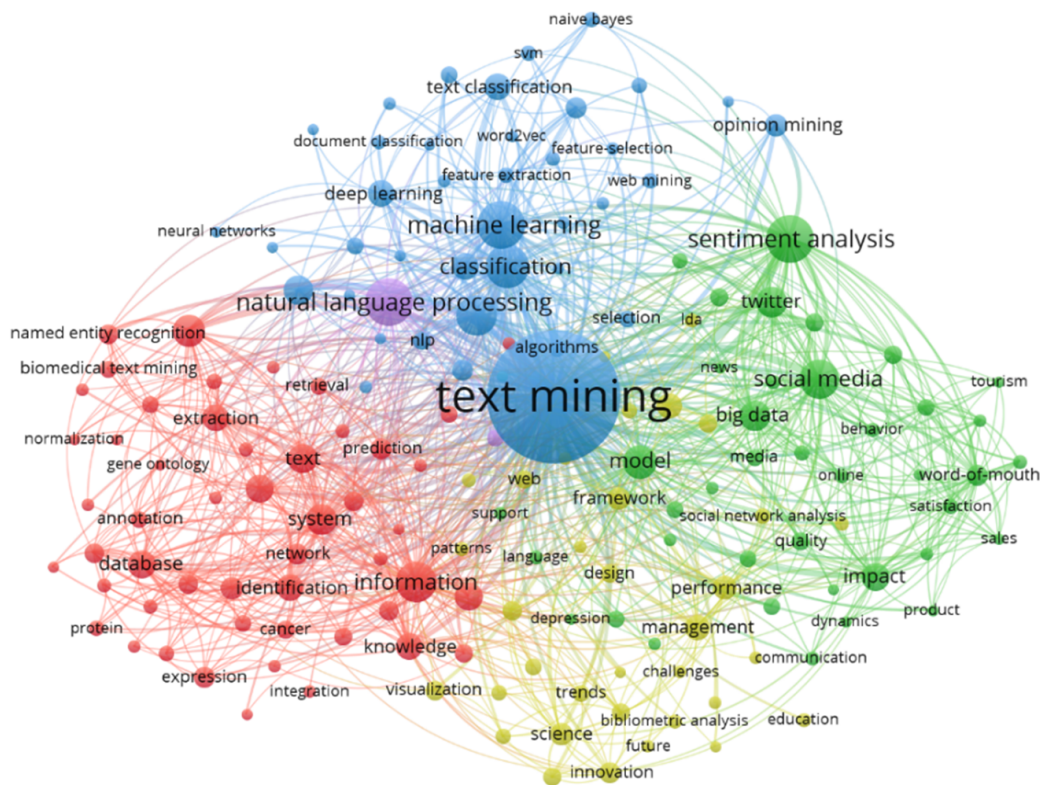 naive bayes
svm
text classification
opinion mining
word2vec
document classification
feature-selection
feature extraction
web mining
deep learning
machine learning
neural networks
sentiment analysis
classification
natural language processing
twitter
selection
lda
named entity recognition
nlp
algorithms
biomedical text mining
news
retrieval
social media
tourism
text mining
extraction
big data
behavior
normalization
prediction
text
media
model
gene ontology
online
word-of-mouth
web
framework
satisfaction
support
social network analysis
annotation
system
sales
quality
patterns
network
language
database
design
impact
information
identification
performance
product
depression
dynamics
protein
cancer
management
knowledge
communication
challenges
expression
visualization
trends
integration
bibliometric analysis
education
science
future
innovation